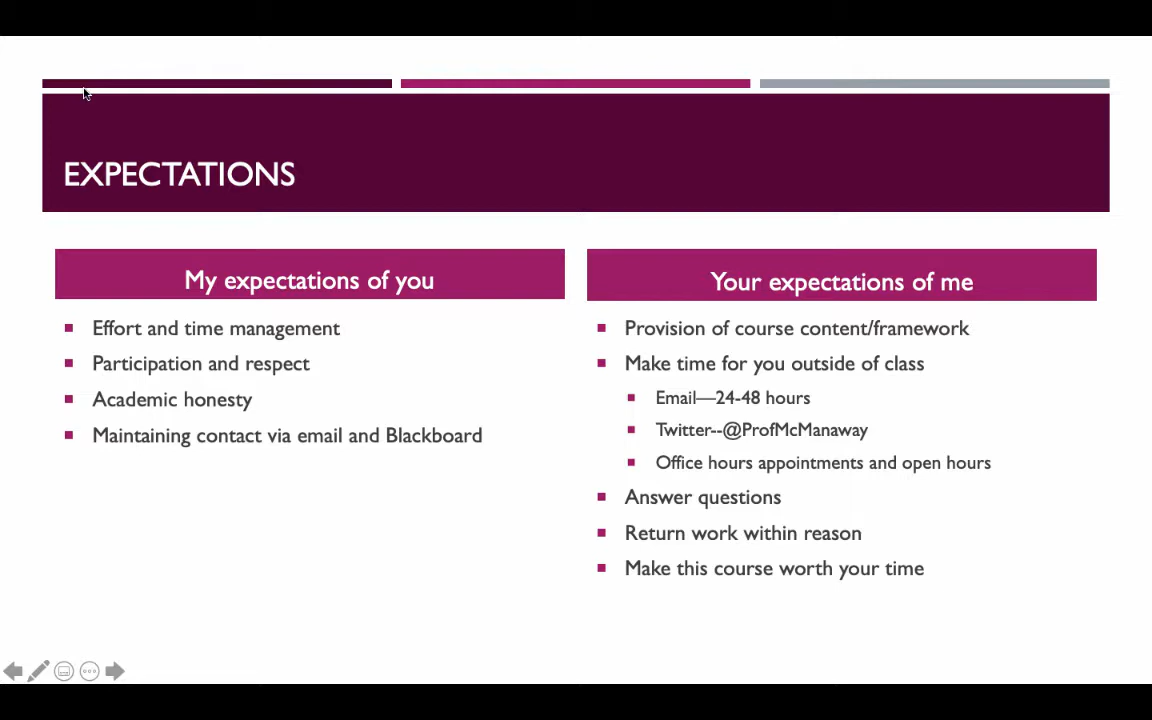 EXPECTATIONS
My expectations of you
Effort and time management
Participation and respect
Academic honesty
Maintaining contact via email and Blackboard
Your expectations of me
Provision of course content/framework
Make time for you outside of class
Email—24-48 hours
Twitter--@ProfMcManaway
Office hours appointments and open hours
Answer questions
Return work within reason
Make this course worth your time